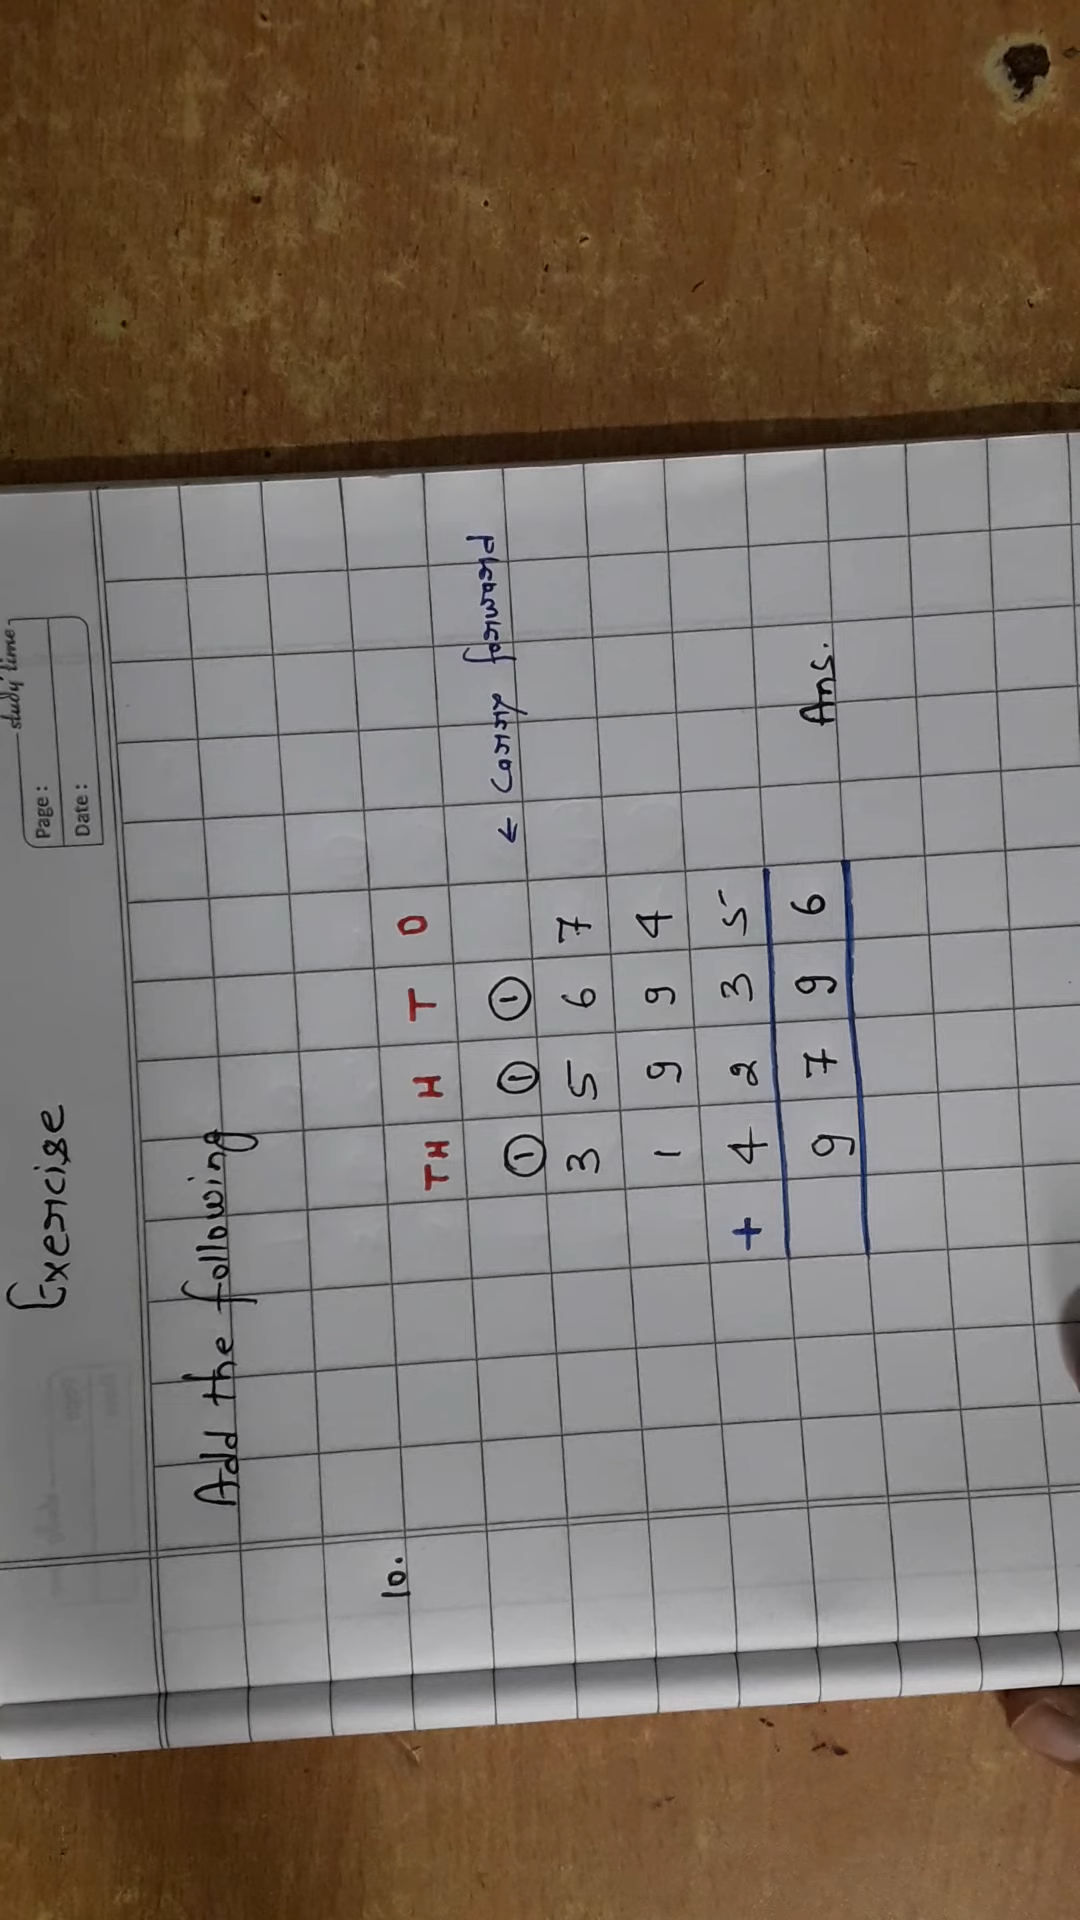 study time
Page:
Date:
Exercise
Add the following
10.
TH H T O
① ① ① ← Carry forward
3 5 6 7
1 9 9 4
+ 4 2 3 5
9 7 9 6 Ans.